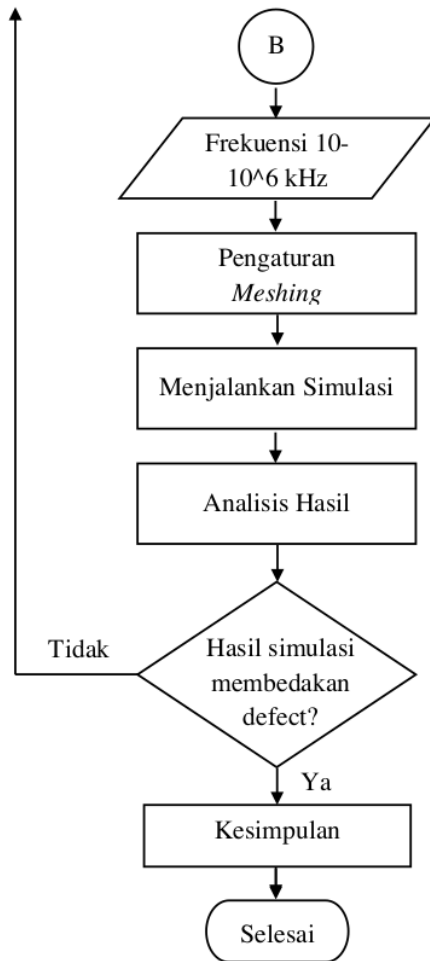 B
Frekuensi 10-
10^6 kHz
Pengaturan
Meshing
Menjalankan Simulasi
Analisis Hasil
Tidak
Hasil simulasi
membedakan
defect?
Ya
Kesimpulan
Selesai